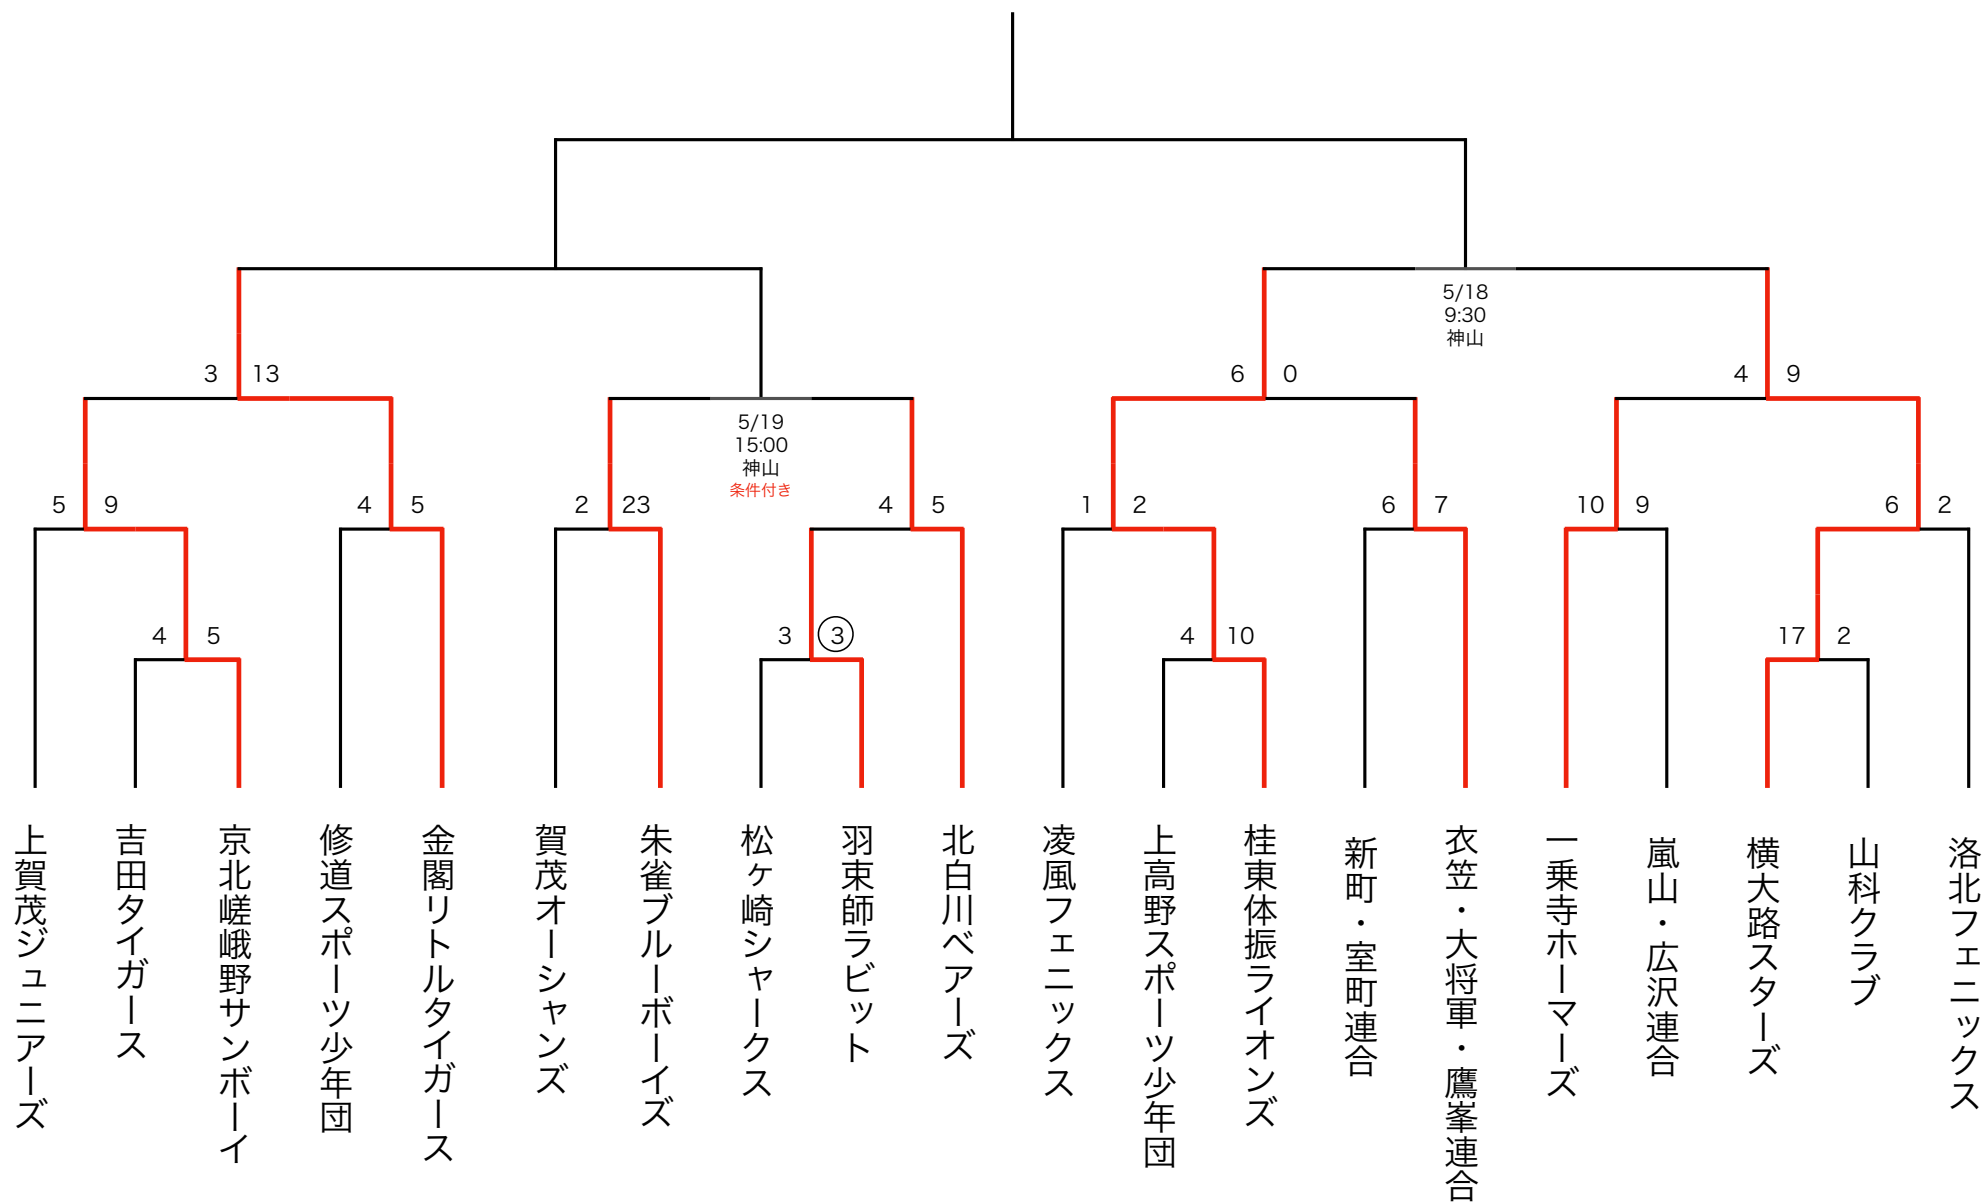 5/18
9:30
神山
3 13
6 0
4 9
5/19
15:00
神山
条件付き
5 9
4 5
2 23
4 5
1 2
6 7
10 9
6 2
4 5
3 ③
4 10
17 2
上賀茂ジュニアーズ
吉田タイガース
京北嵯峨野サンボーイ
修道スポーツ少年団
金閣リトルタイガース
賀茂オーシャンズ
朱雀ブルーボーイズ
松ヶ崎シャークス
羽束師ラビット
北白川ベアーズ
凌風フェニックス
上高野スポーツ少年団
桂東体振ライオンズ
新町・室町連合
衣笠・大将軍・鷹峯連合
一乗寺ホーマーズ
嵐山・広沢連合
横大路スターズ
山科クラブ
洛北フェニックス